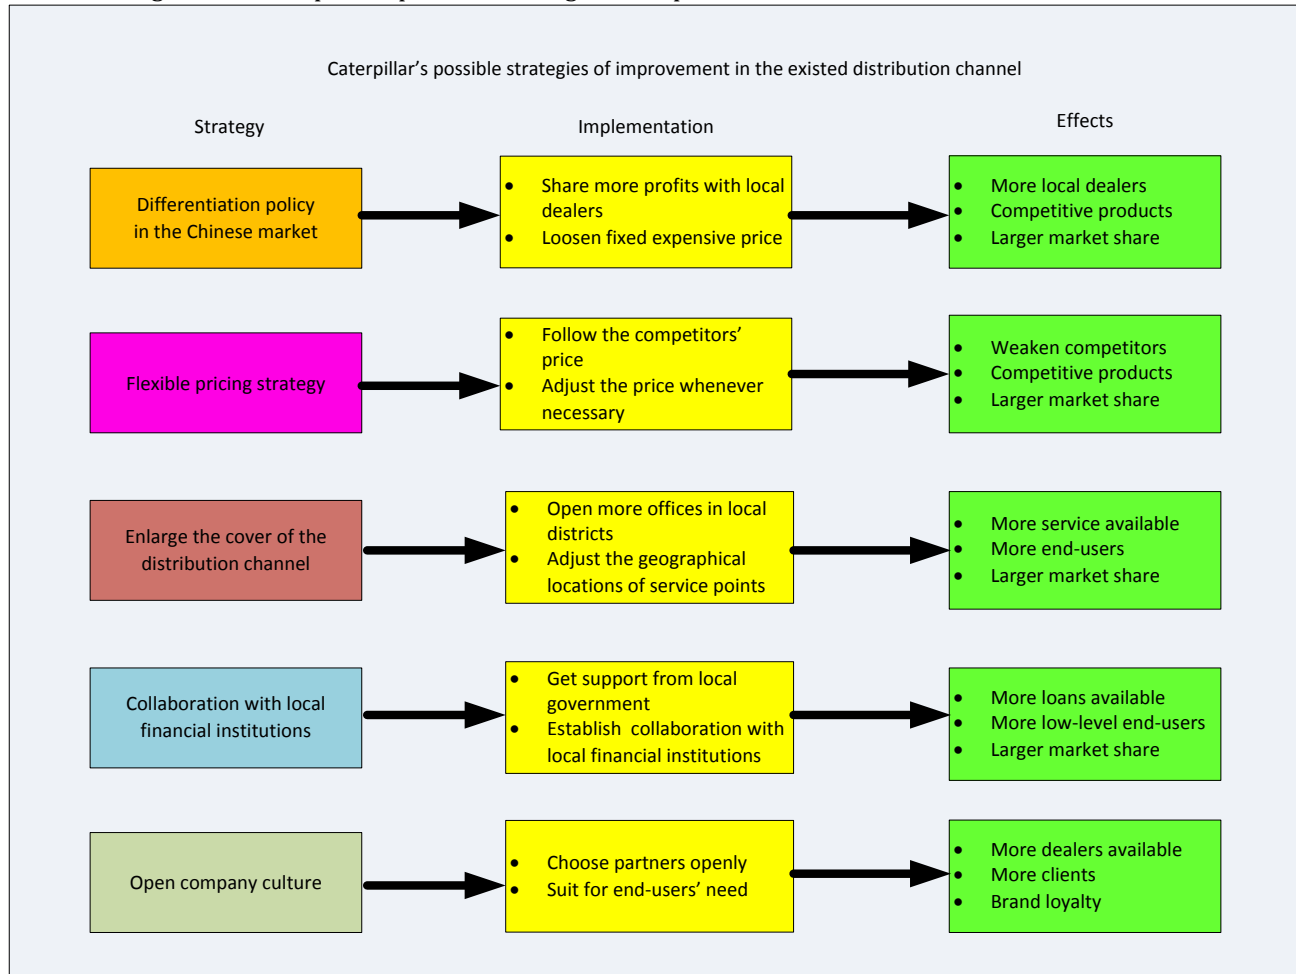 Caterpillar's possible strategies of improvement in the existed distribution channel
Strategy
Implementation
Effects
Differentiation policy
in the Chinese market
• Share more profits with local
dealers
• Loosen fixed expensive price
• More local dealers
• Competitive products
• Larger market share
Flexible pricing strategy
• Follow the competitors'
price
• Adjust the price whenever
necessary
• Weaken competitors
• Competitive products
• Larger market share
Enlarge the cover of the
distribution channel
• Open more offices in local
districts
• Adjust the geographical
locations of service points
• More service available
• More end-users
• Larger market share
Collaboration with local
financial institutions
• Get support from local
government
• Establish collaboration with
local financial institutions
• More loans available
• More low-level end-users
• Larger market share
Open company culture
• Choose partners openly
• Suit for end-users' need
• More dealers available
• More clients
• Brand loyalty